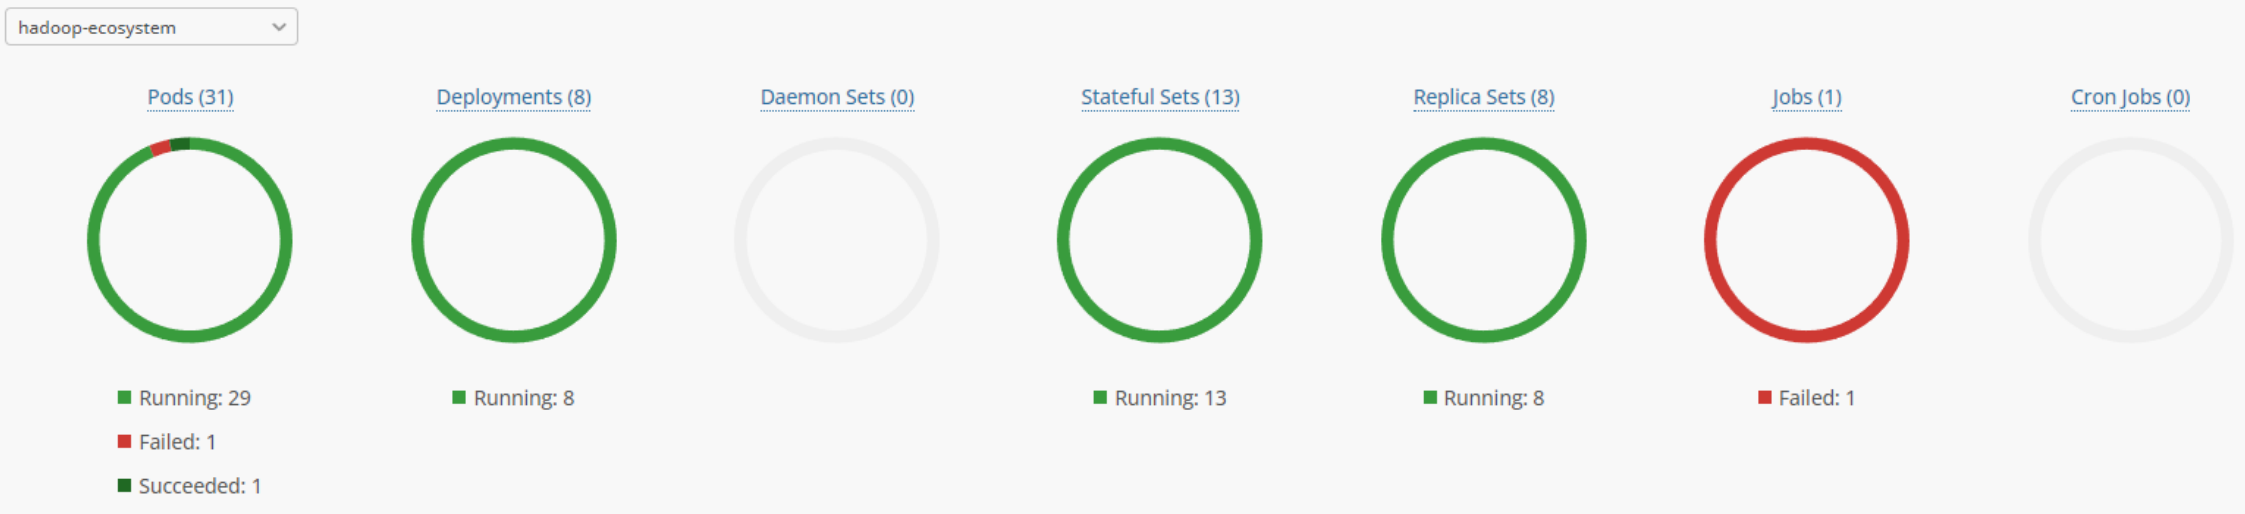 hadoop-ecosystem
Pods (31)
Deployments (8)
Daemon Sets (0)
Stateful Sets (13)
Replica Sets (8)
Jobs (1)
Cron Jobs (0)
Running: 29
Failed: 1
Succeeded: 1
Running: 8
Running: 13
Running: 8
Failed: 1